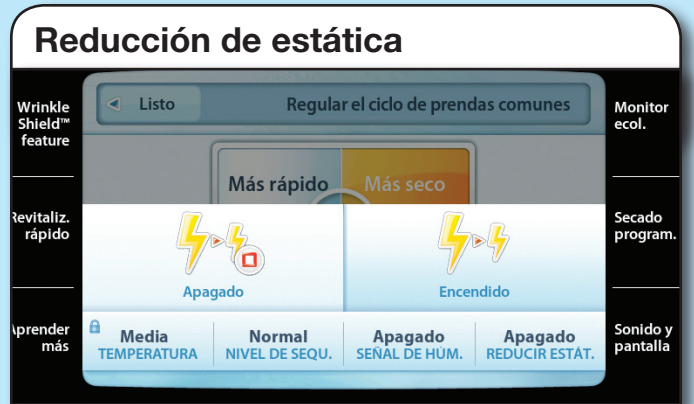 Reducción de estática
Wrinkle
Shield™
feature
Revitaliz.
rápido
Aprender
más
Listo
Regular el ciclo de prendas comunes
Más rápido
Más seco
Apagado
Encendido
Media
TEMPERATURA
Normal
NIVEL DE SEQU.
Apagado
SEÑAL DE HÚM.
Apagado
REDUCIR ESTÁT.
Monitor
ecol.
Secado
program.
Sonido y
pantalla